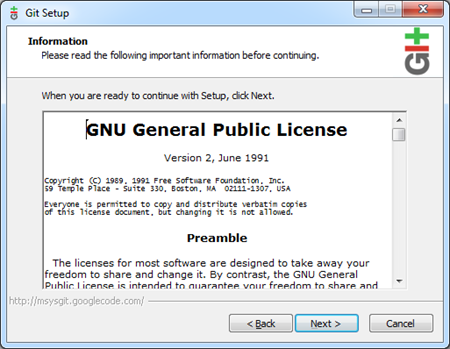 Git Setup
Information
Please read the following important information before continuing.
Git
When you are ready to continue with Setup, click Next.
GNU General Public License
Version 2, June 1991
Copyright (C) 1989, 1991 Free Software Foundation, Inc.
59 Temple Place - Suite 330, Boston, MA  02111-1307, USA
Everyone is permitted to copy and distribute verbatim copies
of this license document, but changing it is not allowed.
Preamble
The licenses for most software are designed to take away your
freedom to share and change it. By contrast, the GNU General
Public License is intended to guarantee your freedom to share and
http://msysgit.googlecode.com/
< Back
Next >
Cancel